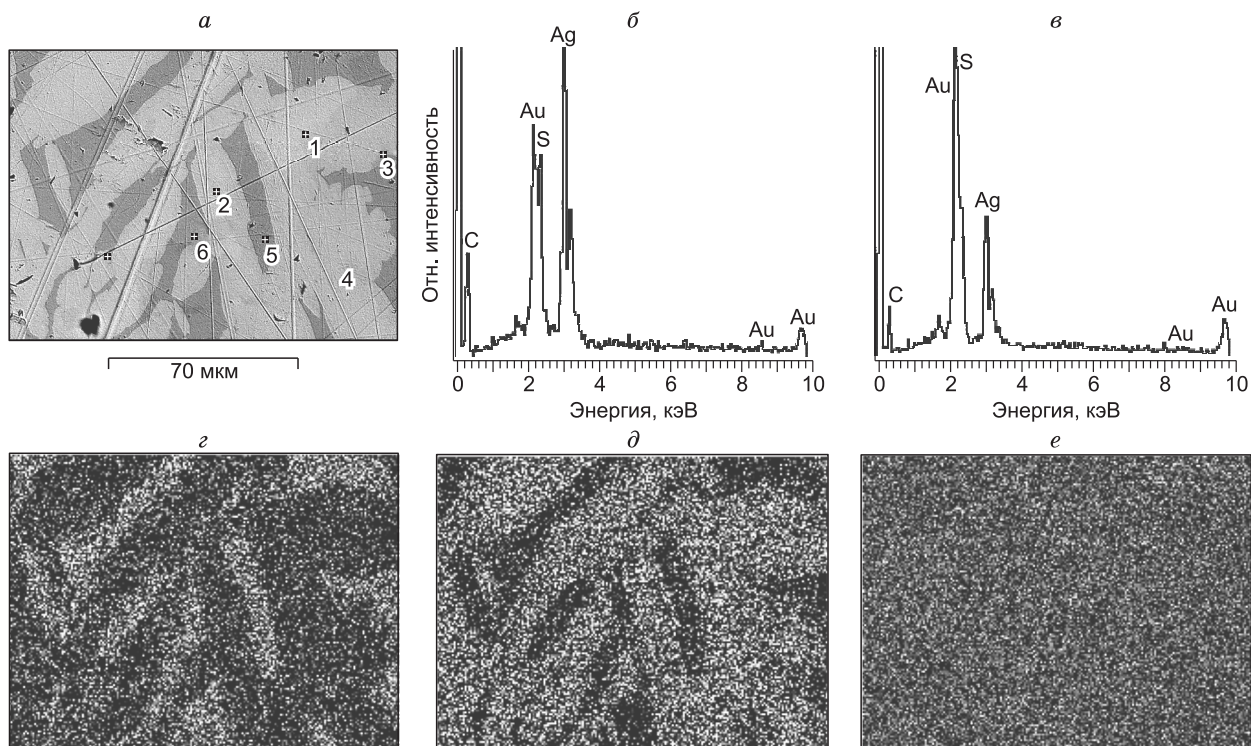 а
б
в
1
2
3
4
5
6
70 мкм
Отн. интенсивность
C
Au
S
Ag
Au
Au
0 2 4 6 8 10
Энергия, кэВ
C
Au
S
Ag
Au
Au
0 2 4 6 8 10
Энергия, кэВ
г
д
е